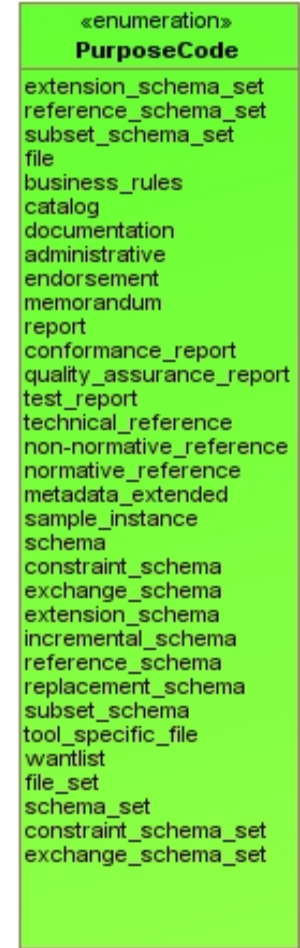 «enumeration»
PurposeCode
extension_schema_set
reference_schema_set
subset_schema_set
file
business_rules
catalog
documentation
administrative
endorsement
memorandum
report
conformance_report
quality_assurance_report
test_report
technical_reference
non-normative_reference
normative_reference
metadata_extended
sample_instance
schema
constraint_schema
exchange_schema
extension_schema
incremental_schema
reference_schema
replacement_schema
subset_schema
tool_specific_file
wantlist
file_set
schema_set
constraint_schema_set
exchange_schema_set